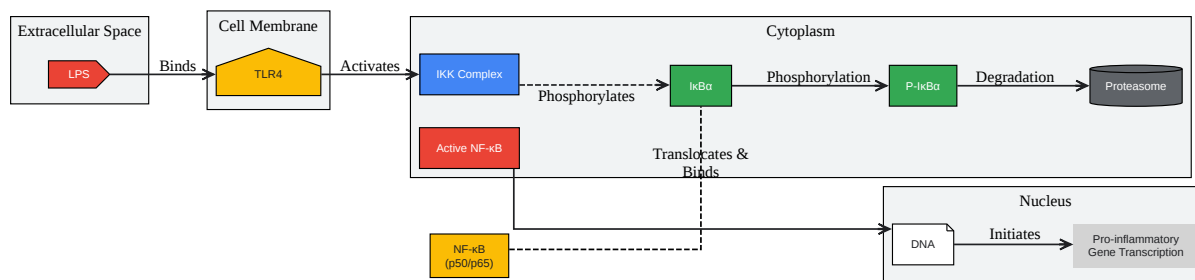 Extracellular Space
LPS
Binds
Cell Membrane
TLR4
Activates
Cytoplasm
IKK Complex
Phosphorylates
IκBα
Phosphorylation
P-IκBα
Degradation
Proteasome
Active NF-κB
Translocates &
Binds
NF-κB
(p50/p65)
Nucleus
DNA
Initiates
Pro-inflammatory
Gene Transcription